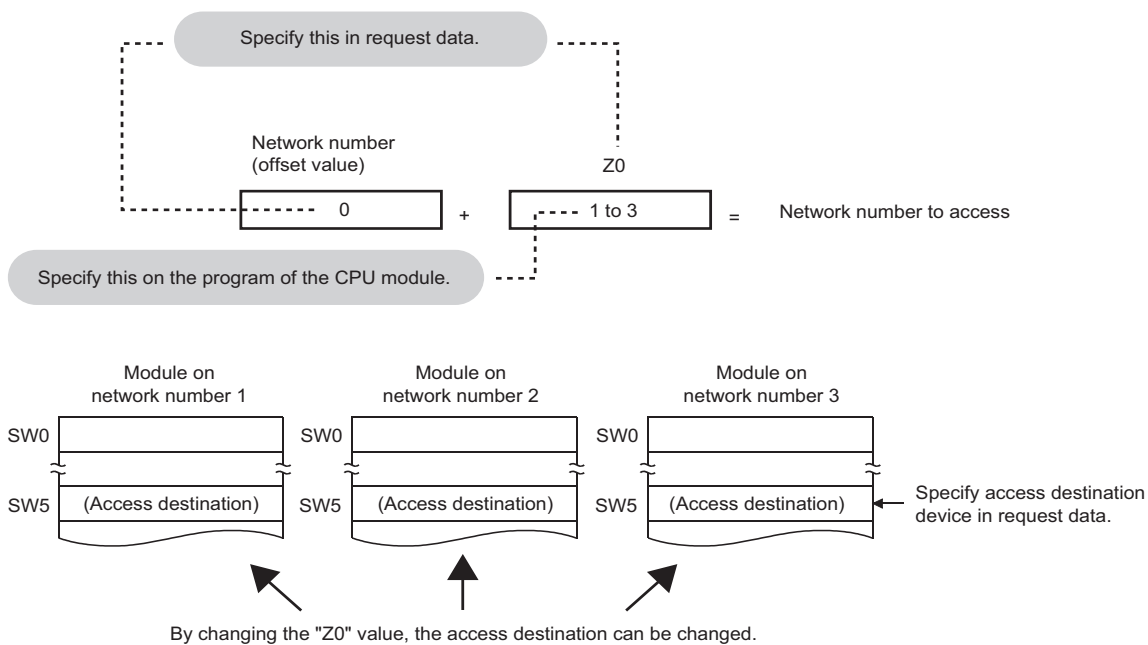 Specify this in request data.
Network number
(offset value)
Z0
0
+
1 to 3
=
Network number to access
Specify this on the program of the CPU module.
Module on
network number 1
Module on
network number 2
Module on
network number 3
SW0
SW0
SW0
SW5
(Access destination)
SW5
(Access destination)
SW5
(Access destination)
Specify access destination
device in request data.
By changing the "Z0" value, the access destination can be changed.